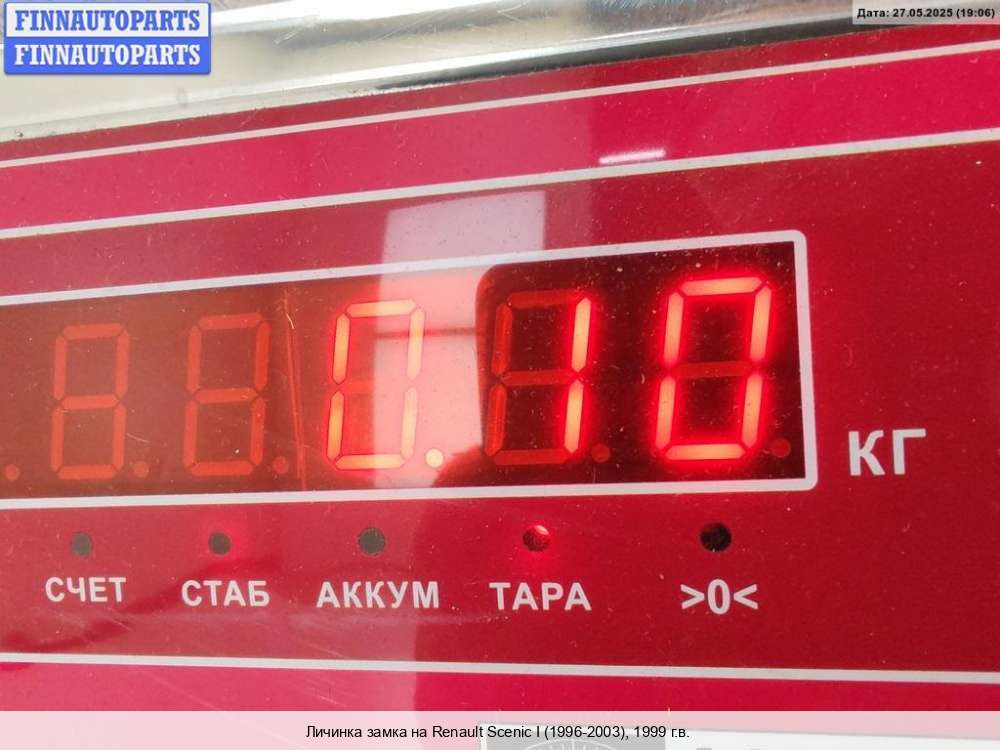 FINNAUTOPARTS
FINNAUTOPARTS
Дата: 27.05.2025 (19:06)
0.10
КГ
СЧЕТ СТАБ АККУМ ТАРА >0<
Личинка замка на Renault Scenic I (1996-2003), 1999 г.в.